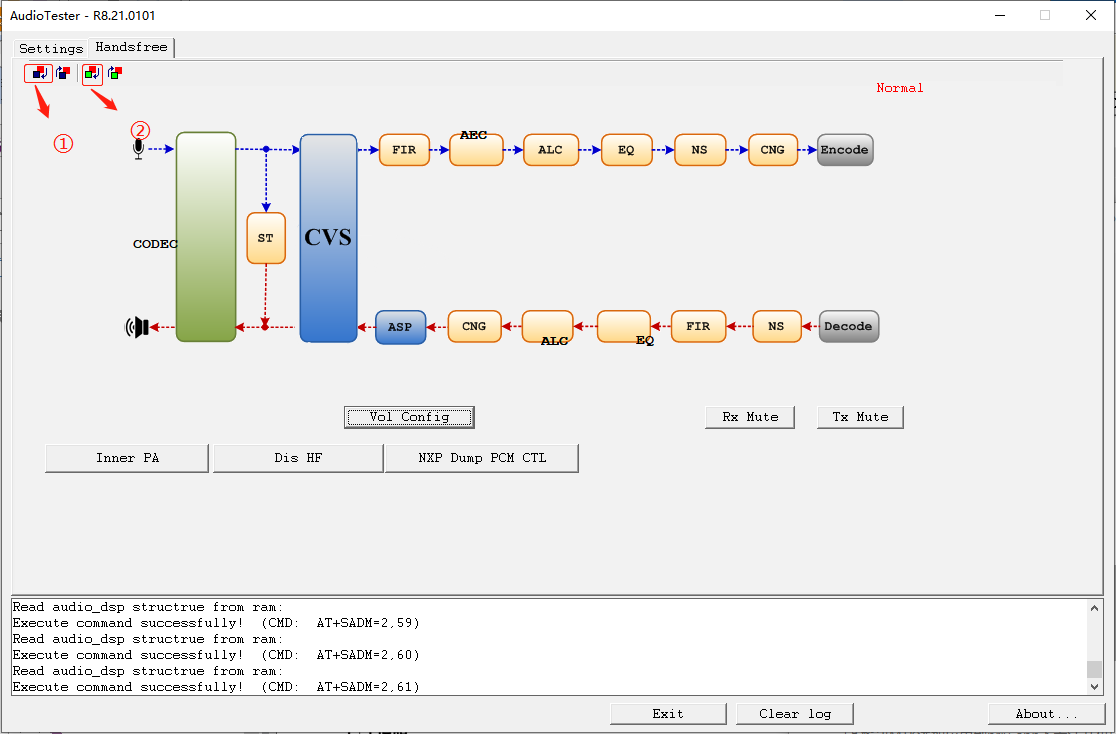 AudioTester - R8.21.0101
Settings Handsfree
Normal
① ②
FIR AEC ALC EQ NS CNG Encode
CODEC ST CVS
ASP CNG ALC EQ FIR NS Decode
Vol Config Rx Mute Tx Mute
Inner PA Dis HF NXP Dump PCM CTL
Read audio_dsp structrue from ram:
Execute command successfully! (CMD: AT+SADM=2,59)
Read audio_dsp structrue from ram:
Execute command successfully! (CMD: AT+SADM=2,60)
Read audio_dsp structrue from ram:
Execute command successfully! (CMD: AT+SADM=2,61)
Exit Clear log About...